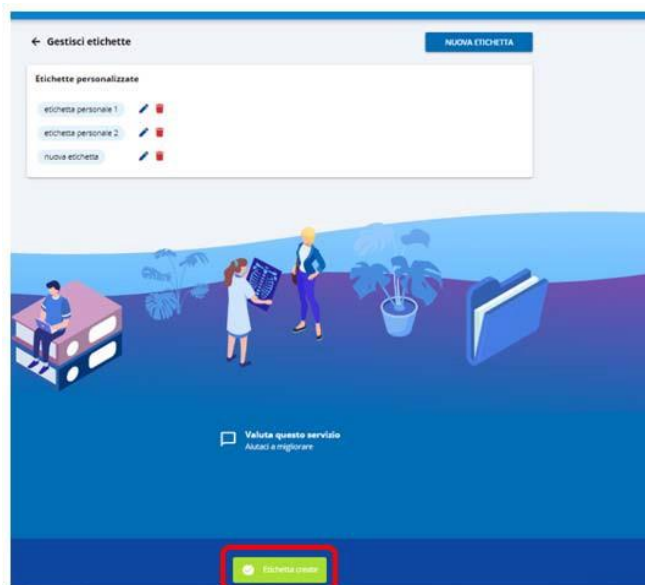 Gestisci etichette
NUOVA ETICHETTA
Etichette personalizzate
etichetta personale 1
etichetta personale 2
nuova etichetta
Valuta questo servizio
Aiutaci a migliorare
Etichetta creata